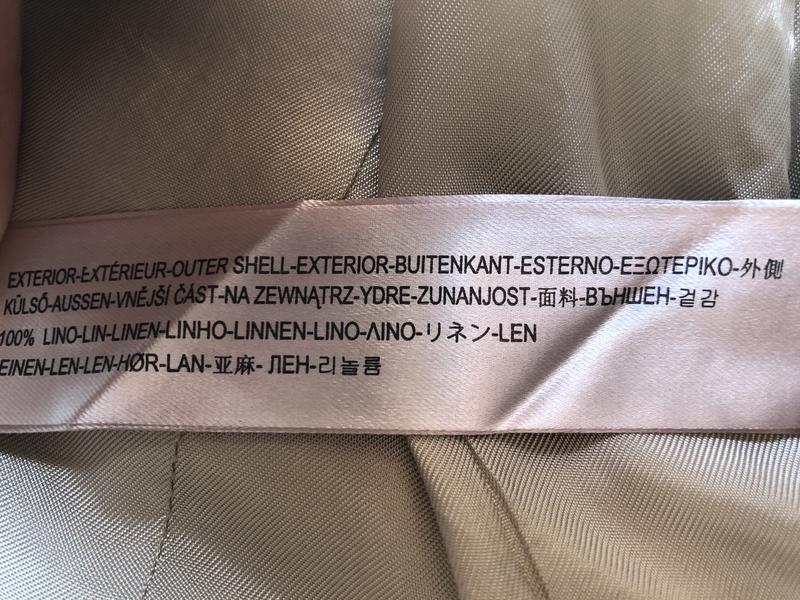 EXTERIOR-EXTÉRIEUR-OUTER SHELL-EXTERIOR-BUITENKANT-ESTERNO-ΕΞΩΤΕΡΙΚΟ-外側
KÜLSŐ-AUSSEN-VNĚJŠÍ ČÁST-NA ZEWNĄTRZ-YDRE-ZUNANJOST-面料-ВЪНШЕН-겉감
100% LINO-LIN-LINEN-LINHO-LINNEN-LINO-ΛΙΝΟ-リネン-LEN
EINEN-LEN-LEN-HØR-LAN-亚麻- ЛЕН-리놀륨